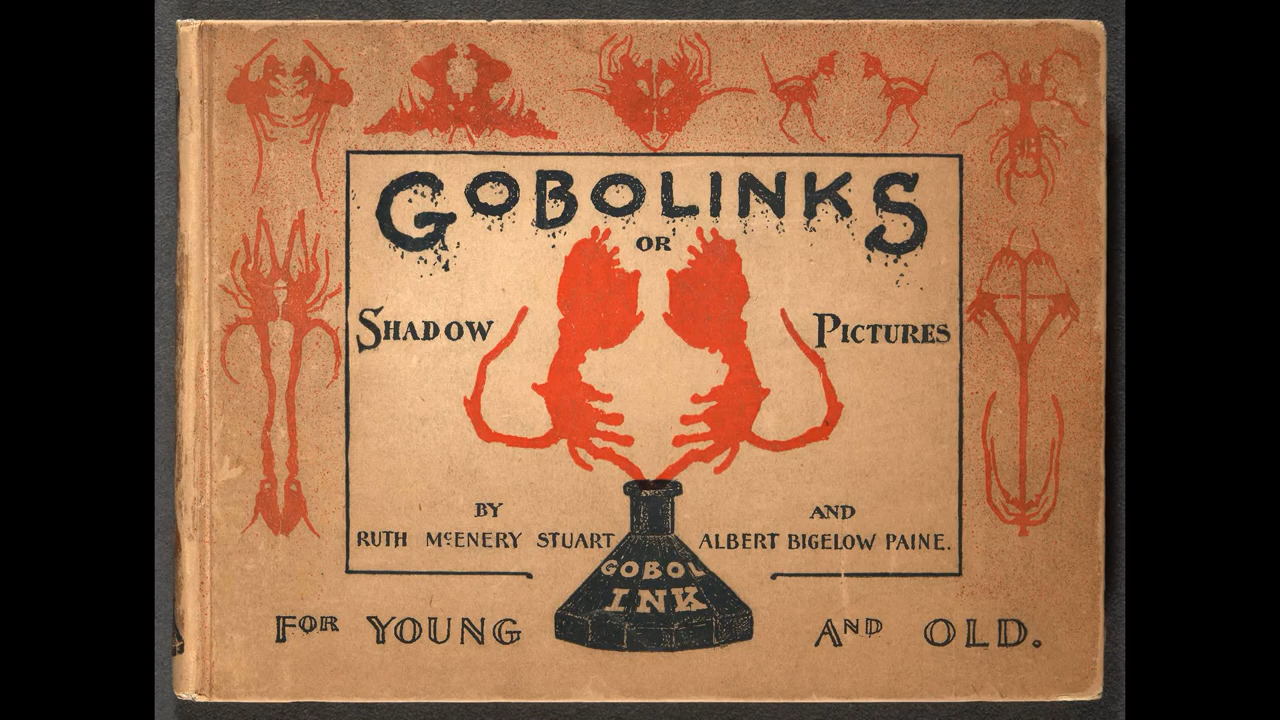 GOBOLINKS
OR
SHADOW PICTURES
BY AND
RUTH McENERY STUART ALBERT BIGELOW PAINE.
GOBOL
INK
FOR YOUNG AND OLD.